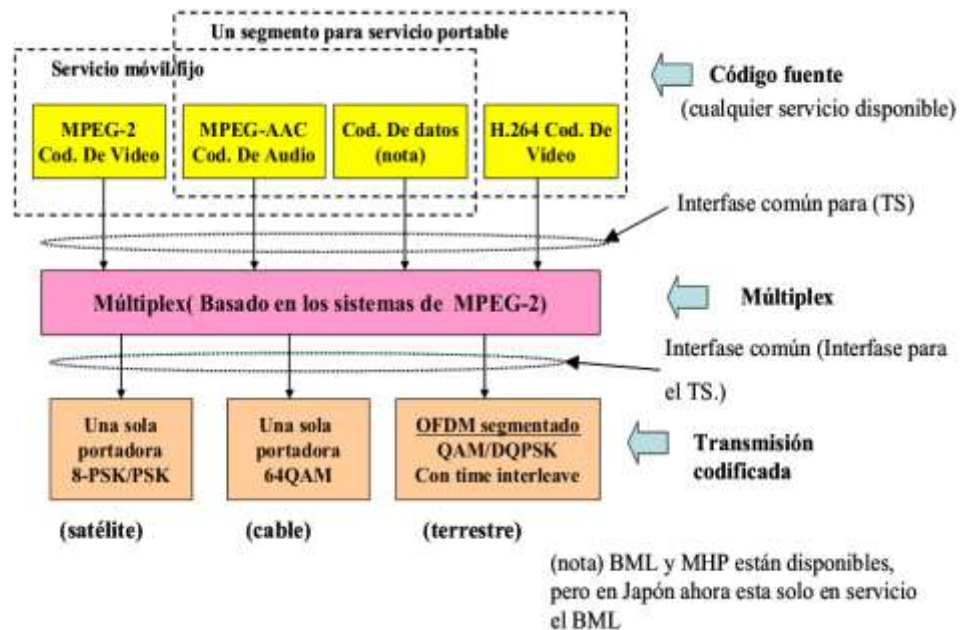 Un segmento para servicio portable
Servicio móvil/fijo
MPEG-2
Cod. De Video
MPEG-AAC
Cod. De Audio
Cod. De datos
(nota)
H.264 Cod. De
Vídeo
Código fuente
(cualquier servicio disponible)
Interfase común para (TS)
Múltiplex( Basado en los sistemas de MPEG-2)
Múltiplex
Interfase común (Interfase para
el TS.)
Una sola
portadora
8-PSK/PSK
Una sola
portadora
64QAM
OFDM segmentado
QAM/DQPSK
Con time interleave
Transmisión
codificada
(satélite)
(cable)
(terrestre)
(nota) BML y MHP están disponibles,
pero en Japón ahora esta solo en servicio
el BML